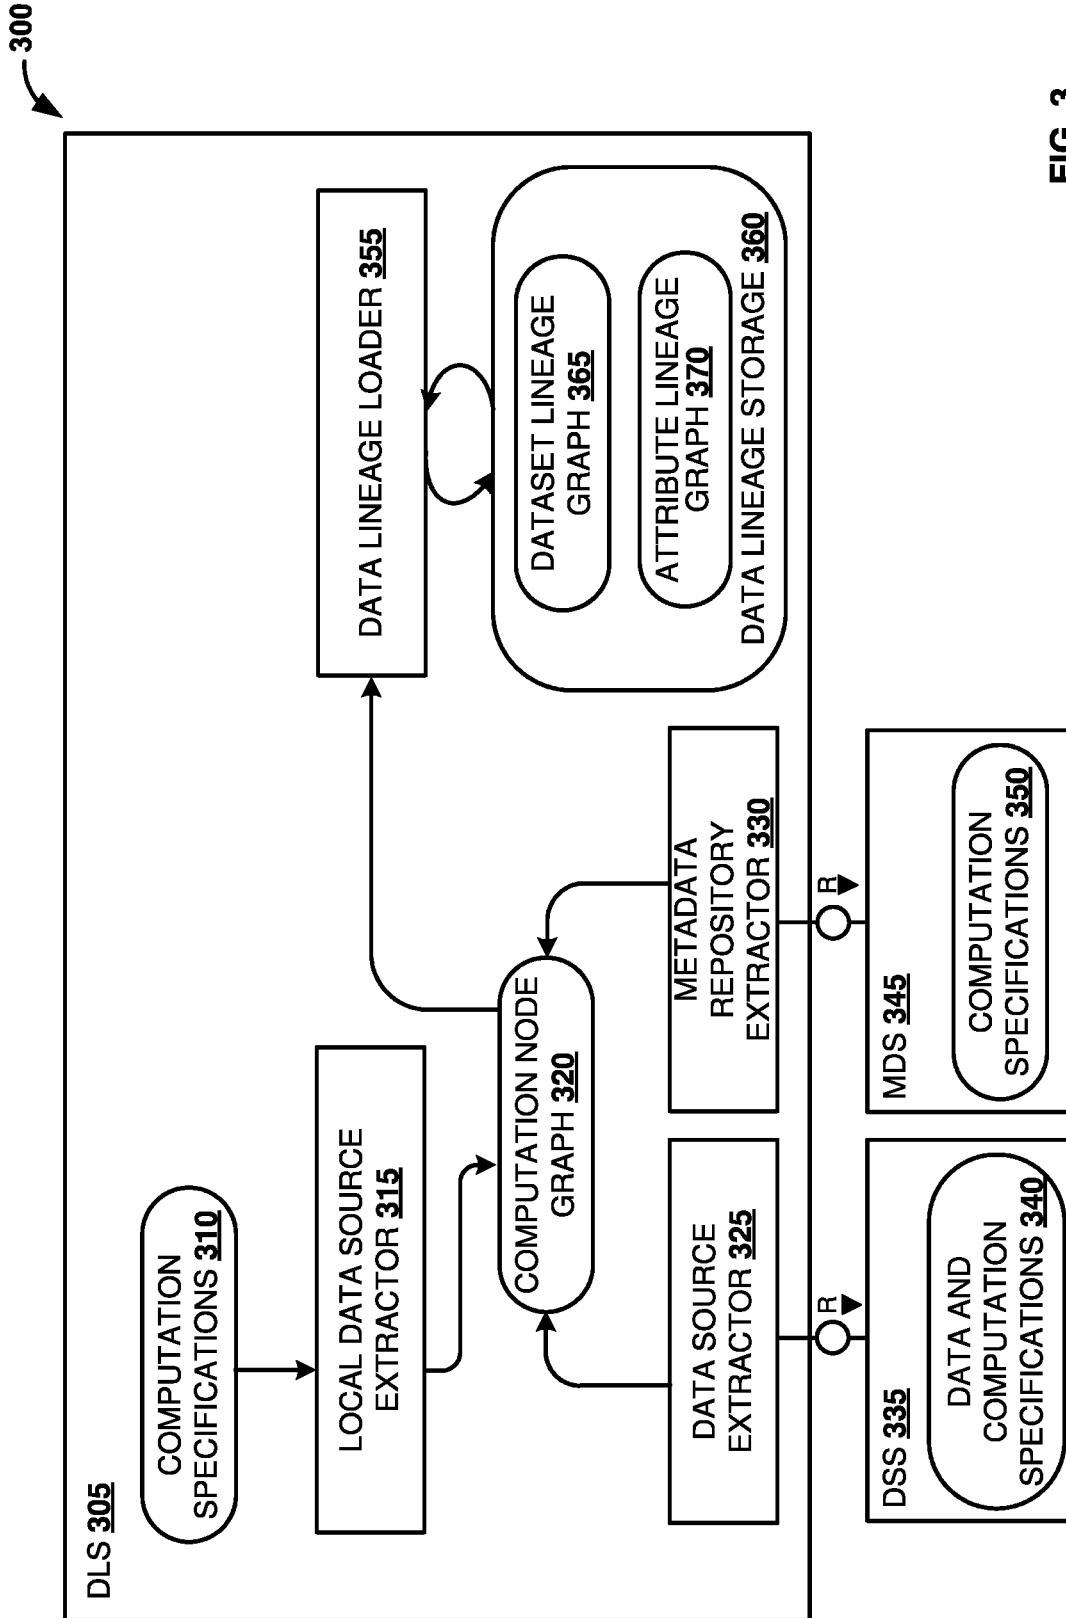 300
DLS 305
COMPUTATION
SPECIFICATIONS 310
LOCAL DATA SOURCE
EXTRACTOR 315
DATA LINEAGE LOADER 355
COMPUTATION NODE
GRAPH 320
DATASET LINEAGE
GRAPH 365
ATTRIBUTE LINEAGE
GRAPH 370
DATA LINEAGE STORAGE 360
DATA SOURCE
EXTRACTOR 325
METADATA
REPOSITORY
EXTRACTOR 330
R
R
DSS 335
DATA AND
COMPUTATION
SPECIFICATIONS 340
MDS 345
COMPUTATION
SPECIFICATIONS 350
FIG. 3